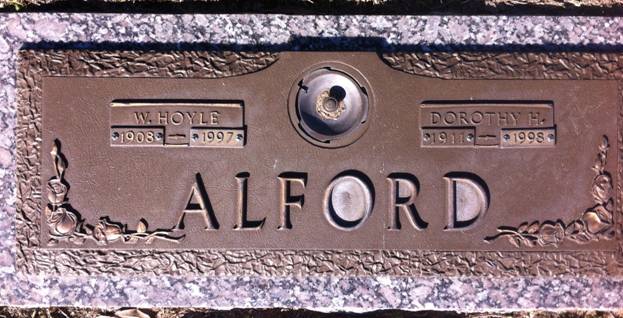 W. HOYLE
1908 — 1997
DOROTHY H.
1911 — 1998
ALFORD